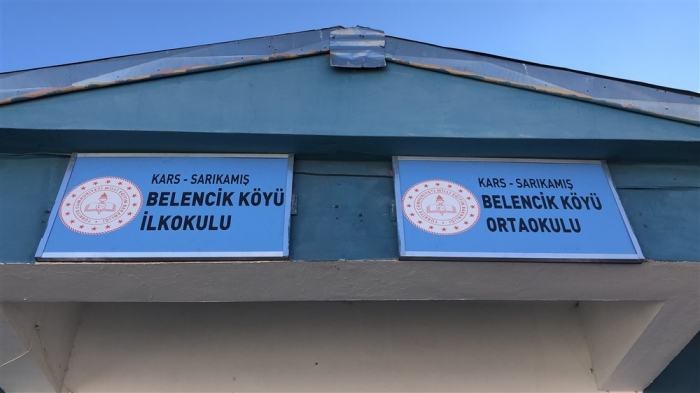 KARS - SARIKAMIŞ
BELENCİK KÖYÜ
İLKOKULU
KARS - SARIKAMIŞ
BELENCİK KÖYÜ
ORTAOKULU